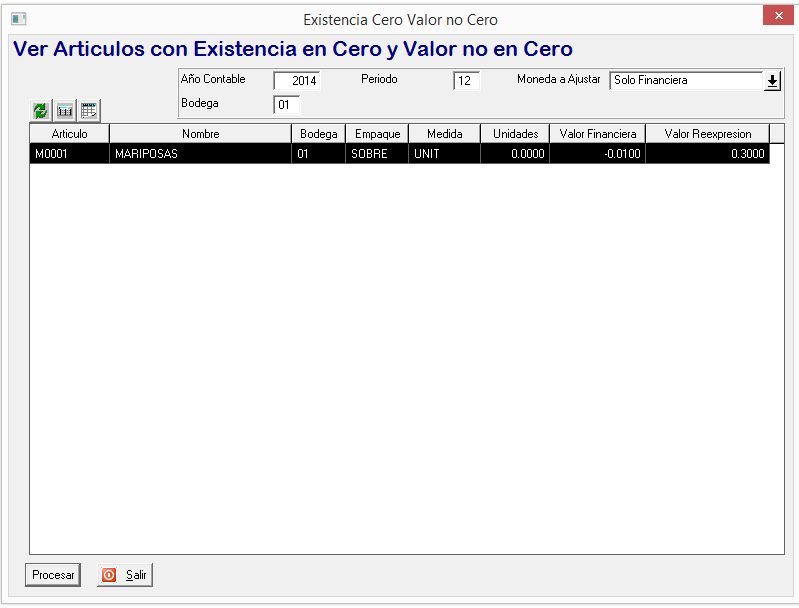 Existencia Cero Valor no Cero
Ver Articulos con Existencia en Cero y Valor no en Cero
Año Contable 2014 Periodo 12 Moneda a Ajustar Solo Financiera
Bodega 01
Articulo Nombre Bodega Empaque Medida Unidades Valor Financiera Valor Reexpresion
M0001 MARIPOSAS 01 SOBRE UNIT 0.0000 -0.0100 0.3000
Procesar Salir